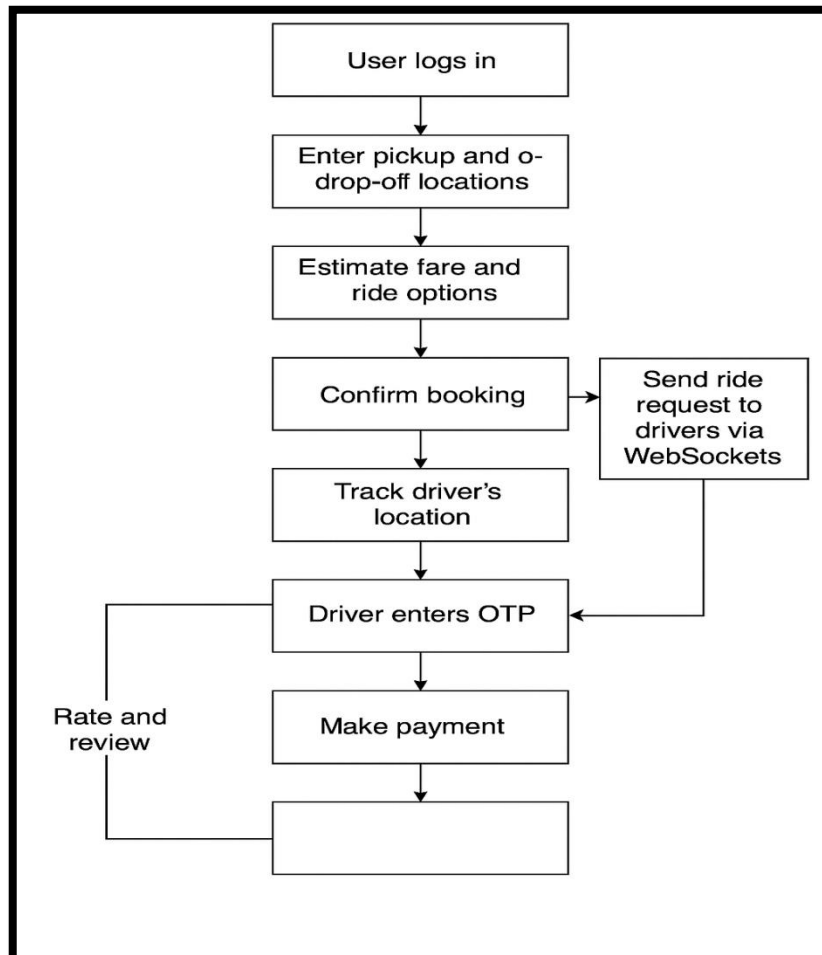 User logs in
Enter pickup and o-
drop-off locations
Estimate fare and
ride options
Confirm booking
Send ride
request to
drivers via
WebSockets
Track driver's
location
Driver enters OTP
Rate and
review
Make payment